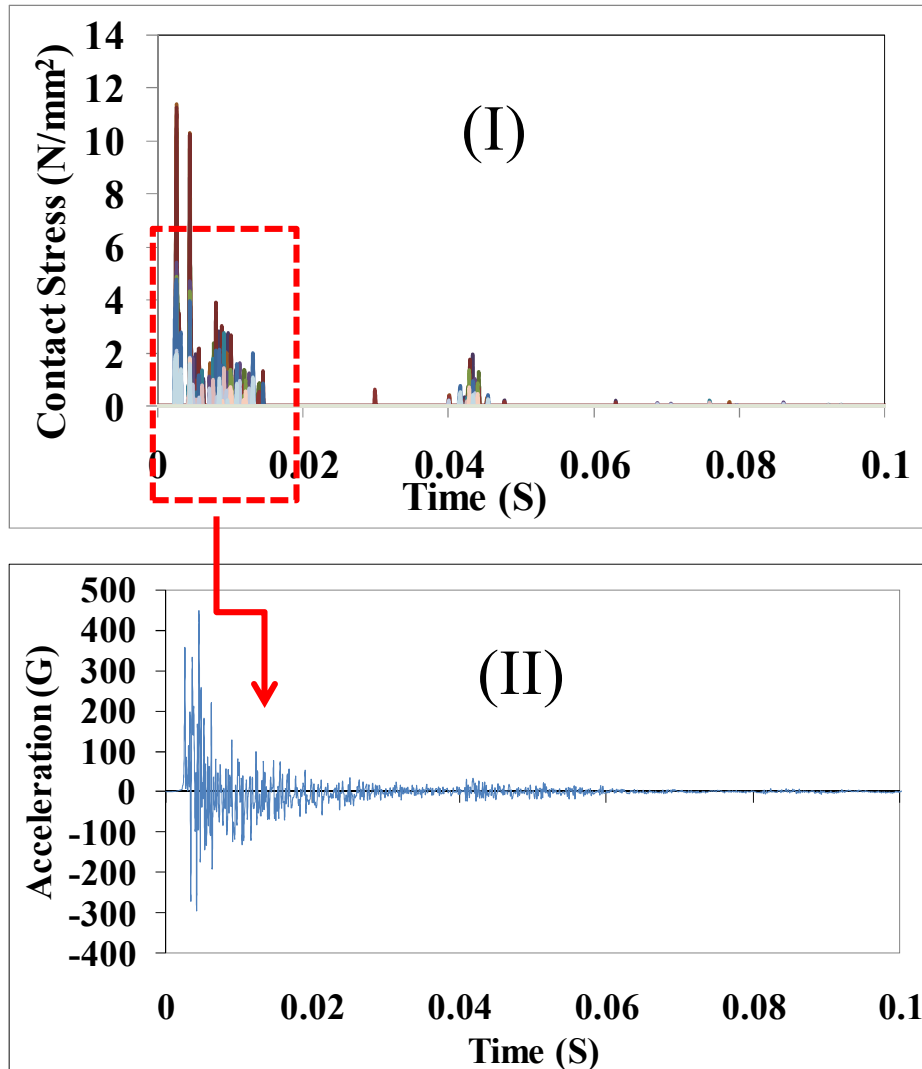 14
12
10
8
6
4
2
0
Contact Stress (N/mm²)
(I)
0 0.02 0.04 0.06 0.08 0.1
Time (S)
500
400
300
200
100
0
-100
-200
-300
-400
Acceleration (G)
(II)
0 0.02 0.04 0.06 0.08 0.1
Time (S)